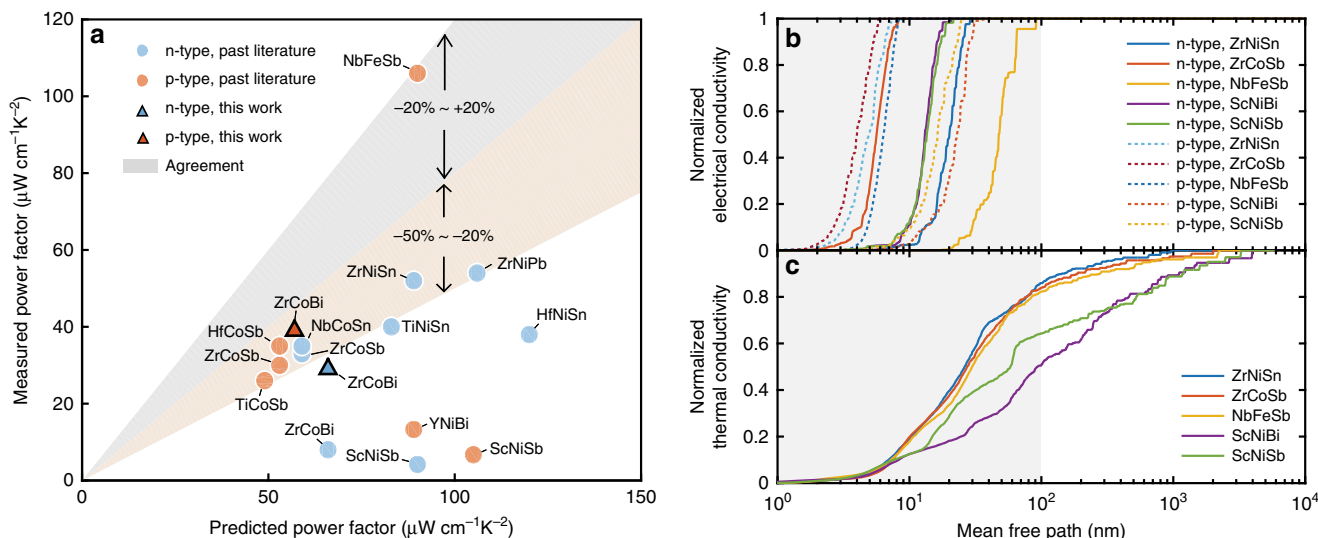 a
n-type, past literature
p-type, past literature
n-type, this work
p-type, this work
Agreement
NbFeSb
–20% ~ +20%
–50% ~ –20%
ZrNiSn
ZrNiPb
ZrCoBi
HfCoSb
NbCoSn
TiNiSn
HfNiSn
ZrCoSb
ZrCoSb
ZrCoBi
TiCoSb
ZrCoBi
YNiBi
ScNiSb
ScNiSb
120
100
80
60
40
20
0
0
50
100
150
Measured power factor (μW cm⁻¹K⁻²)
Predicted power factor (μW cm⁻¹K⁻²)
b
Normalized
electrical conductivity
1
0.8
0.6
0.4
0.2
0
n-type, ZrNiSn
n-type, ZrCoSb
n-type, NbFeSb
n-type, ScNiBi
n-type, ScNiSb
p-type, ZrNiSn
p-type, ZrCoSb
p-type, NbFeSb
p-type, ScNiBi
p-type, ScNiSb
c
Normalized
thermal conductivity
0.8
0.6
0.4
0.2
0
ZrNiSn
ZrCoSb
NbFeSb
ScNiBi
ScNiSb
10⁰
10¹
10²
10³
10⁴
Mean free path (nm)